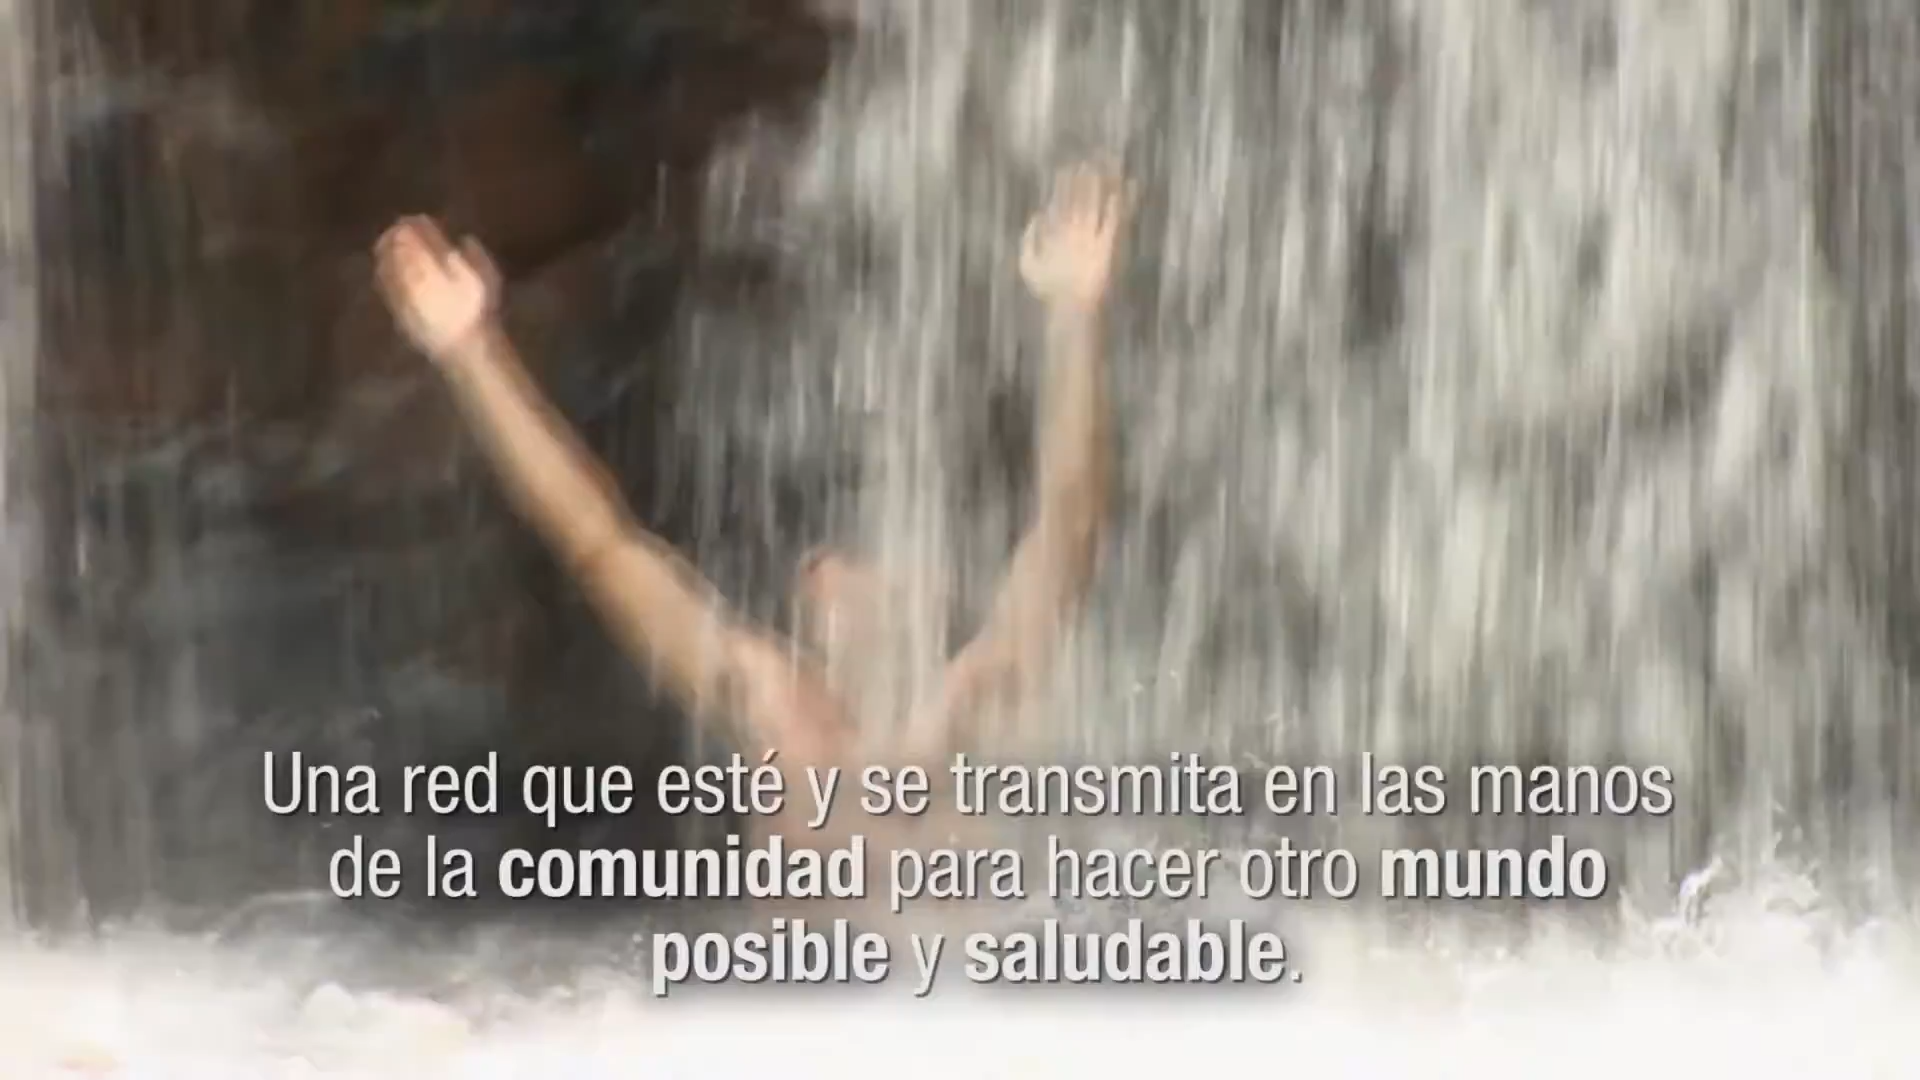 Una red que esté y se transmita en las manos
de la comunidad para hacer otro mundo
posible y saludable.